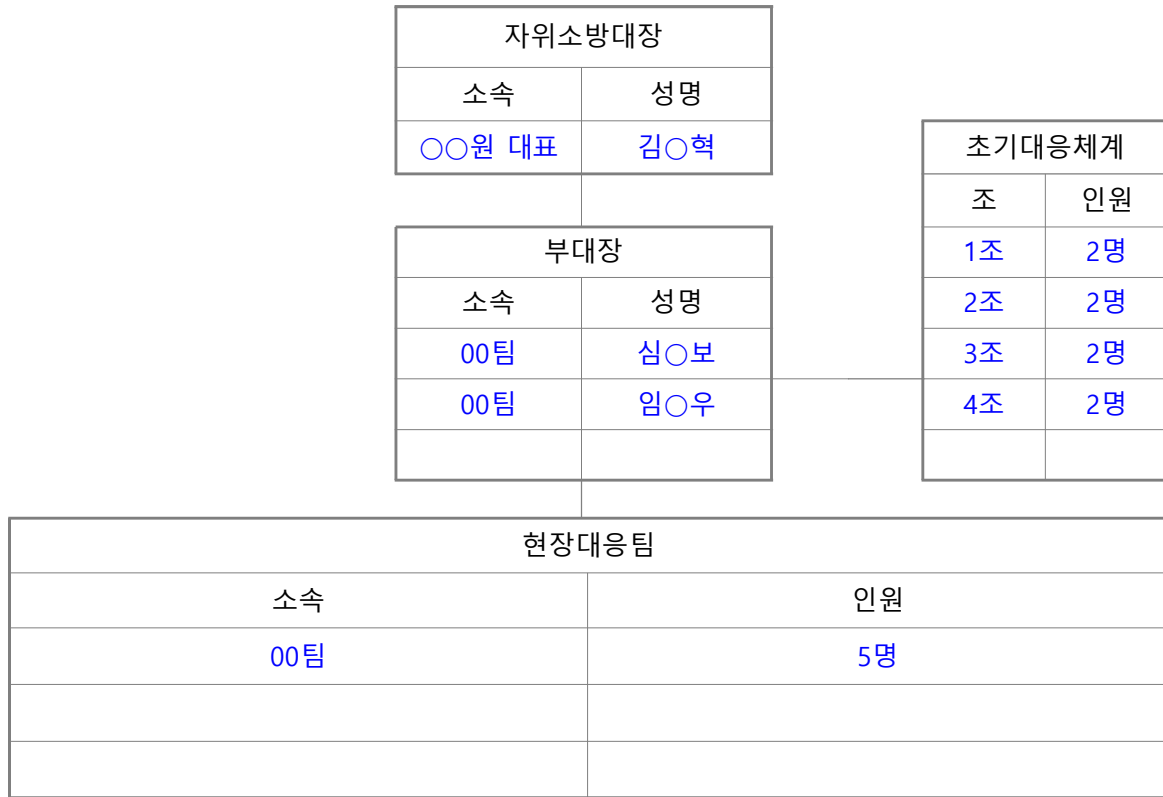 자위소방대장
소속 성명
○○원 대표 김○혁
초기대응체계
조 인원
1조 2명
2조 2명
3조 2명
4조 2명
부대장
소속 성명
00팀 심○보
00팀 임○우
현장대응팀
소속 인원
00팀 5명